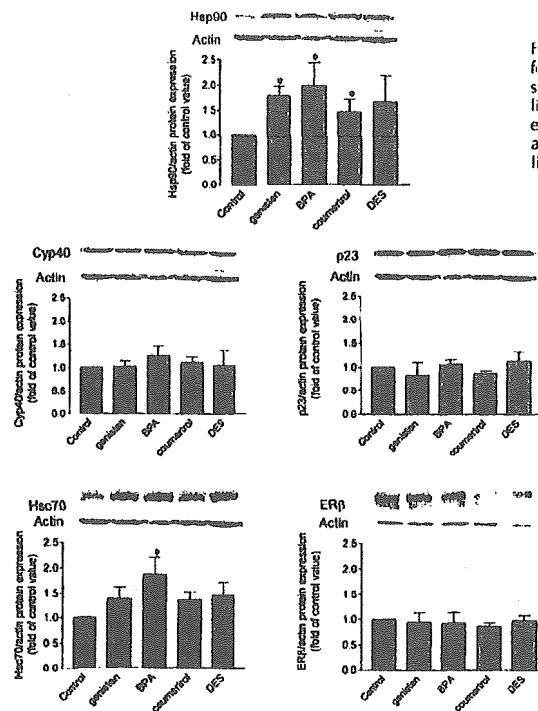 Hsp90
Actin
Hsp90/actin protein expression
(fold of control value)
2.5
2.0
1.5
1.0
0.5
0.0
Control
genistein
BPA
coumertrol
DES
Cyp40
Actin
Cyp40/actin protein expression
(fold of control value)
2.5
2.0
1.5
1.0
0.5
0.0
Control
genistein
BPA
coumertrol
DES
p23
Actin
p23/actin protein expression
(fold of control value)
2.5
2.0
1.5
1.0
0.5
0.0
Control
genistein
BPA
coumertrol
DES
Hsc70
Actin
Hsc70/actin protein expression
(fold of control value)
2.5
2.0
1.5
1.0
0.5
0.0
Control
genistein
BPA
coumertrol
DES
ERβ
Actin
ERβ/actin protein expression
(fold of control value)
2.5
2.0
1.5
1.0
0.5
0.0
Control
genistein
BPA
coumertrol
DES